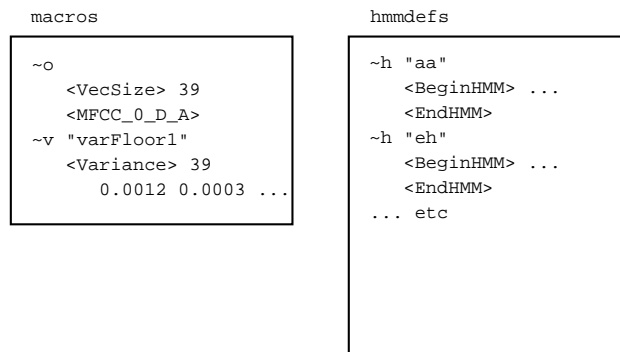 macros
~o
<VecSize> 39
<MFCC_0_D_A>
~v "varFloor1"
<Variance> 39
0.0012 0.0003 ...
hmmdefs
~h "aa"
<BeginHMM> ...
<EndHMM>
~h "eh"
<BeginHMM> ...
<EndHMM>
... etc